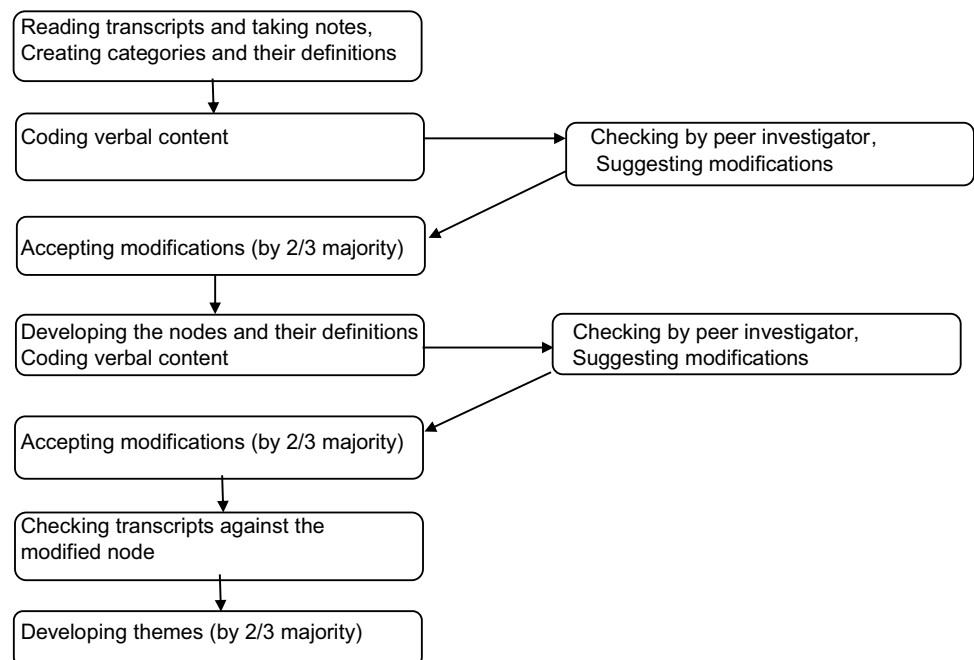 Reading transcripts and taking notes,
Creating categories and their definitions
Coding verbal content
Checking by peer investigator,
Suggesting modifications
Accepting modifications (by 2/3 majority)
Developing the nodes and their definitions
Coding verbal content
Checking by peer investigator,
Suggesting modifications
Accepting modifications (by 2/3 majority)
Checking transcripts against the
modified node
Developing themes (by 2/3 majority)